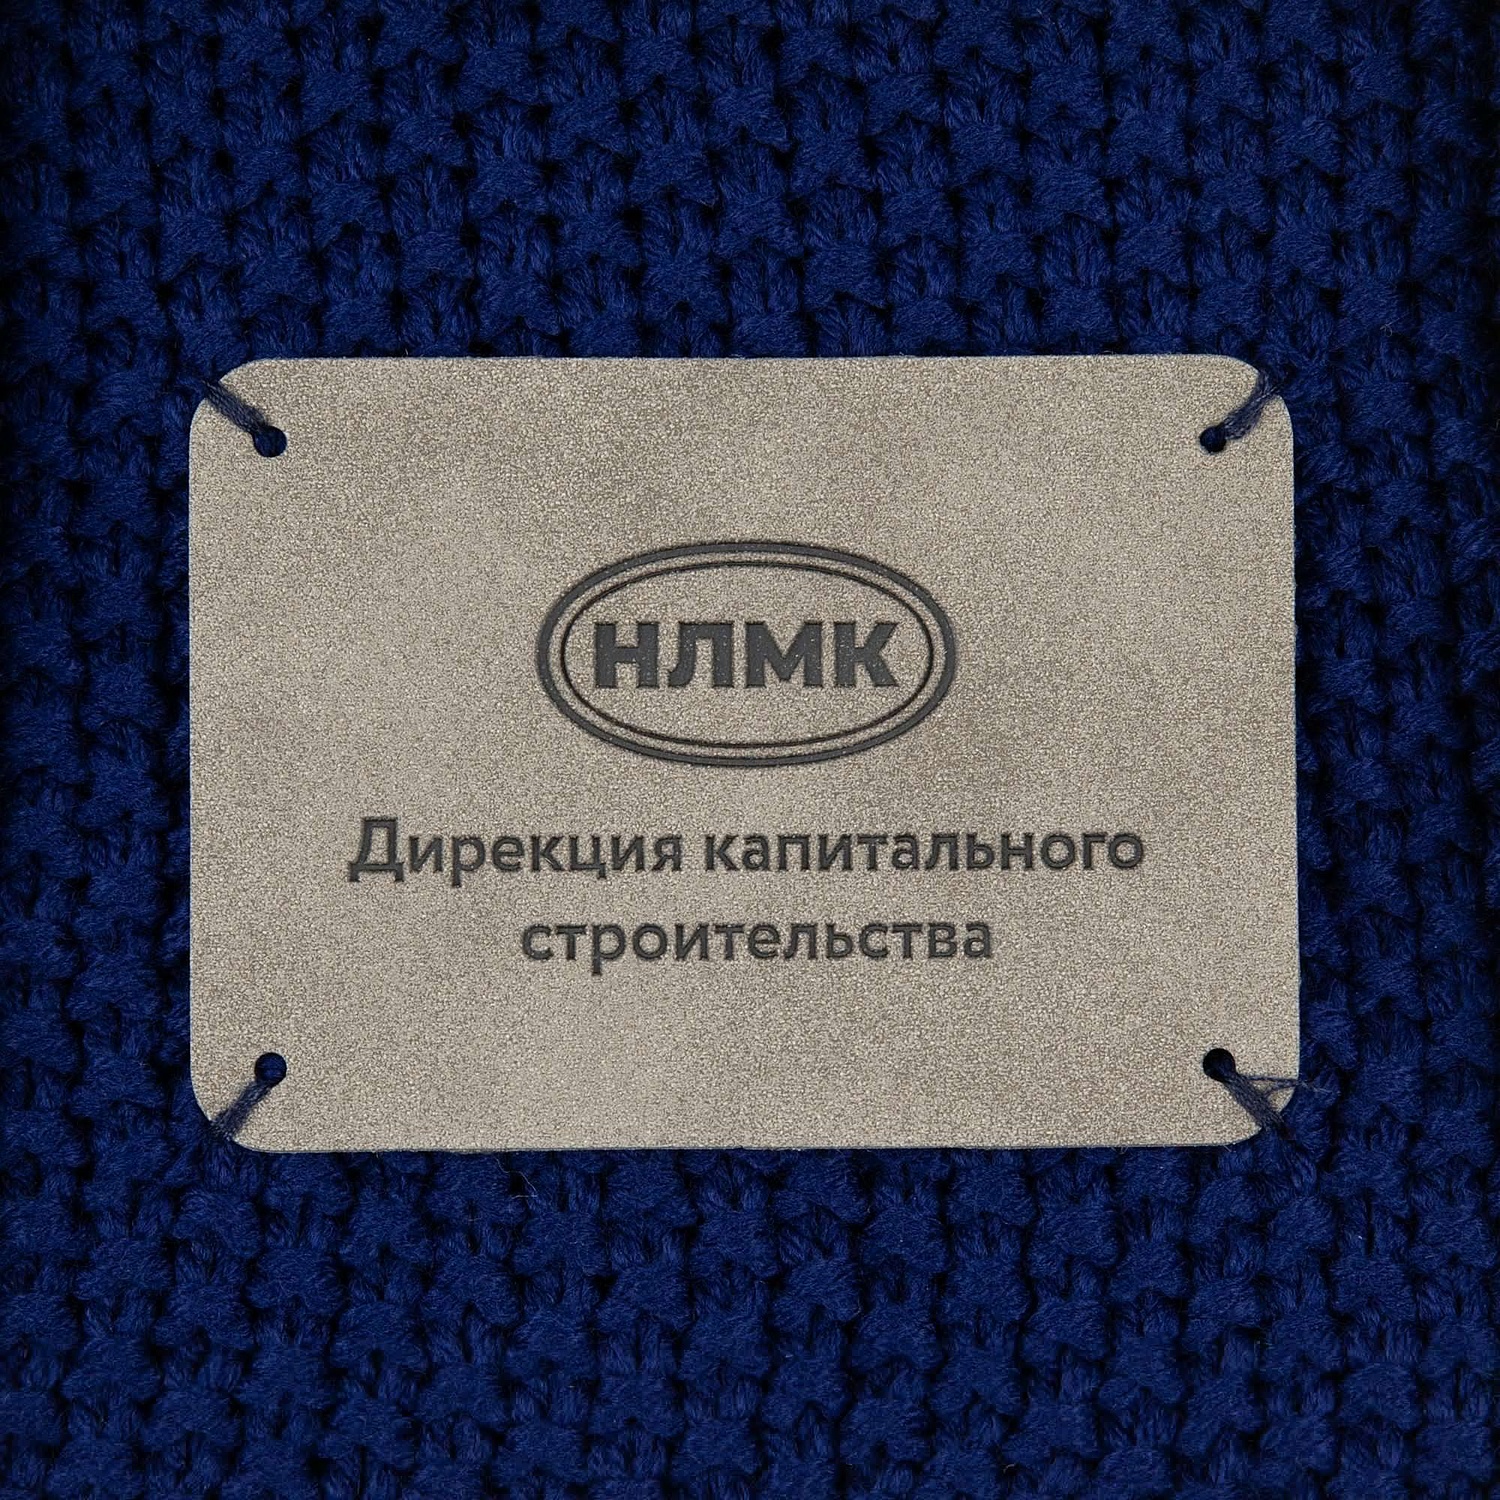 НЛМК
Дирекция капитального
строительства